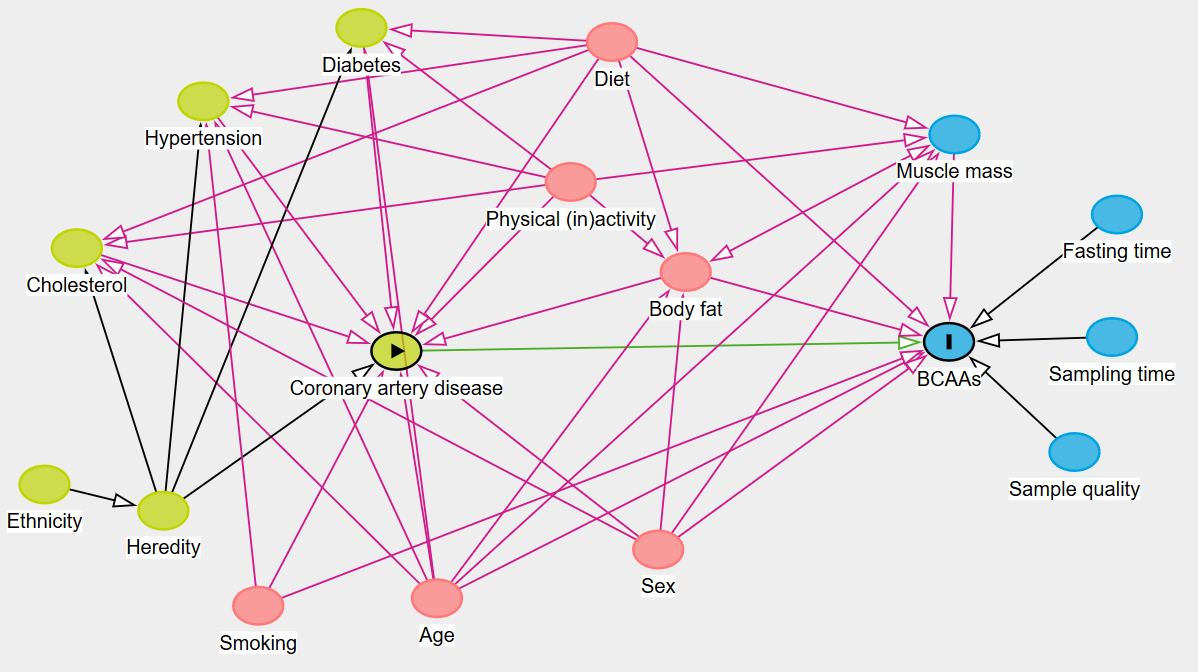 Diabetes
Diet
Hypertension
Muscle mass
Physical (in)activity
Fasting time
Cholesterol
Body fat
Sampling time
BCAAs
Coronary artery disease
Sample quality
Ethnicity
Heredity
Sex
Age
Smoking